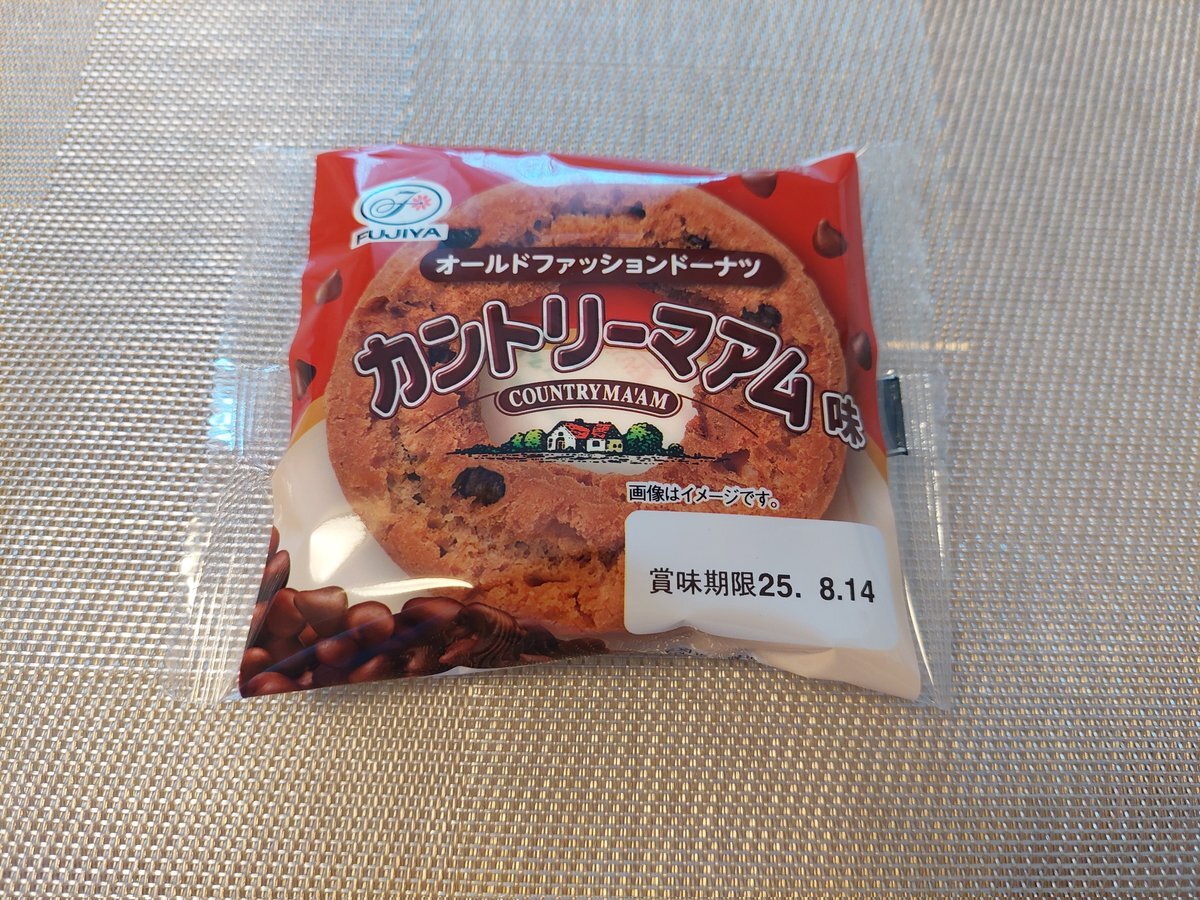 FUJIYA
オールドファッションドーナツ
カントリーマアム味
COUNTRY MA'AM
画像はイメージです。
賞味期限25. 8.14